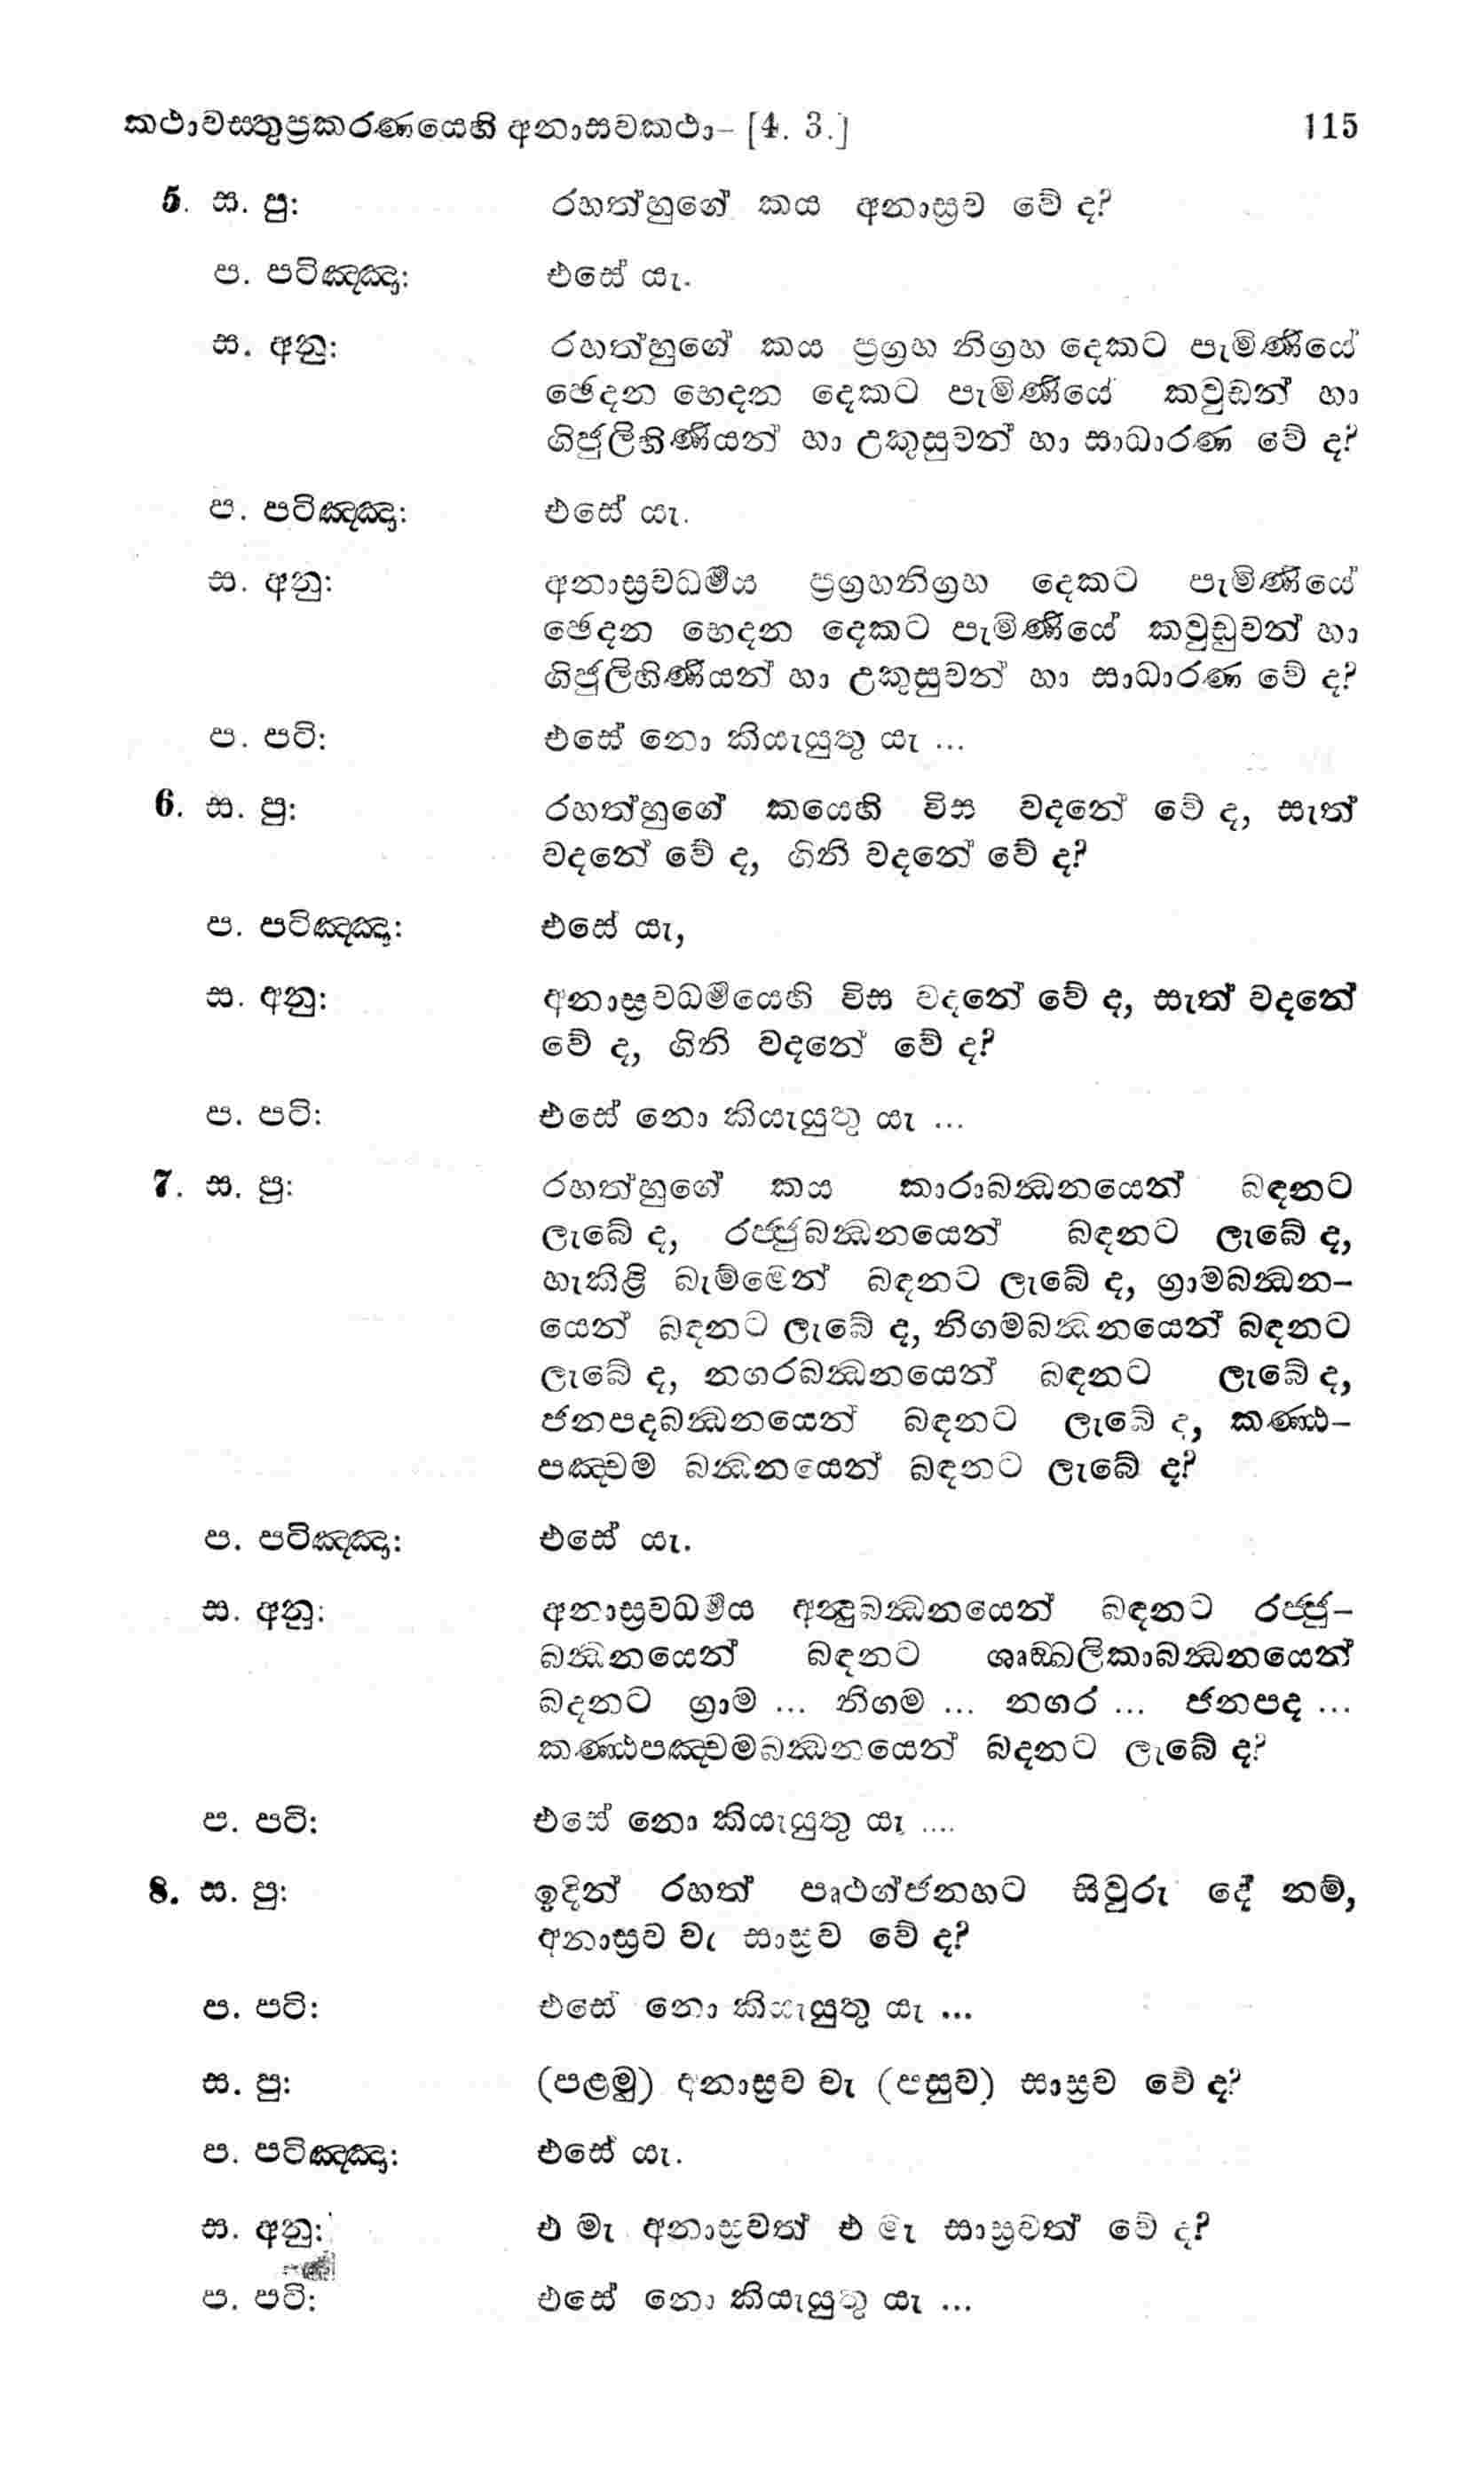 කථාවස්තුප්‍රකරණයෙහි අනාසවකථා– [4. 3.] 115
5. ස. පු: රහත්හුගේ කය අනාස්‍රව වේ ද?
ප. පටිඤ්ඤා: එසේ යැ.
ස. අනු: රහත්හුගේ කය ප්‍රග්‍රහ නිග්‍රහ දෙකට පැමිණියේ
ඡේදන භේදන දෙකට පැමිණියේ කවුඩන් හා
ගිජුලිහිණියන් හා උකුසුවන් හා සාධාරණ වේ ද?
ප. පටිඤ්ඤා: එසේ යැ.
ස. අනු: අනාස්‍රවධර්‍මය ප්‍රග්‍රහනිග්‍රහ දෙකට පැමිණියේ
ඡේදන භේදන දෙකට පැමිණියේ කවුඩුවන් හා
ගිජුලිහිණියන් හා උකුසුවන් හා සාධාරණ වේ ද?
ප. පටි: එසේ නො කියැයුතු යැ ...
6. ස. පු: රහත්හුගේ කයෙහි විස වදනේ වේ ද, සැත්
වදනේ වේ ද, ගිනි වදනේ වේ ද?
ප. පටිඤ්ඤා: එසේ යැ,
ස. අනු: අනාස්‍රවධර්‍මයෙහි විස වදනේ වේ ද, සැත් වදනේ
වේ ද, ගිනි වදනේ වේ ද?
ප. පටි: එසේ නො කියැයුතු යැ ...
7. ස. පු: රහත්හුගේ කය කාරාබන්‍ධනයෙන් බඳනට
ලැබේ ද, රජ්ජුබන්‍ධනයෙන් බඳනට ලැබේ ද,
හැකිළි බැම්මෙන් බඳනට ලැබේ ද, ග්‍රාමබන්‍ධන–
යෙන් බඳනට ලැබේ ද, නිගමබන්‍ධනයෙන් බඳනට
ලැබේ ද, නගරබන්‍ධනයෙන් බඳනට ලැබේ ද,
ජනපදබන්‍ධනයෙන් බඳනට ලැබේ ද, කණ්ඨ–
පඤ්චම බන්‍ධනයෙන් බඳනට ලැබේ ද?
ප. පටිඤ්ඤා: එසේ යැ.
ස. අනු: අනාස්‍රවධර්‍මය අන්‍දුබන්‍ධනයෙන් බඳනට රජ්ජු–
බන්‍ධනයෙන් බඳනට ශෘඞ්ඛලිකාබන්‍ධනයෙන්
බදනට ග්‍රාම ... නිගම ... නගර ... ජනපද ...
කණ්ඨපඤ්චමබන්‍ධනයෙන් බදනට ලැබේ ද?
ප. පටි: එසේ නො කියැයුතු යැ ....
8. ස. පු: ඉදින් රහත් පෘථග්ජනහට සිවුරු දේ නම්,
අනාස්‍රව වැ සාස්‍රව වේ ද?
ප. පටි: එසේ නො කියැයුතු යැ ...
ස. පු: (පළමු) අනාස්‍රව වැ (පසුව) සාස්‍රව වේ ද?
ප. පටිඤ්ඤා: එසේ යැ.
ස. අනු: එ මැ අනාස්‍රවත් එ මැ සාස්‍රවත් වේ ද?
ප. පටි: එසේ නො කියැයුතු යැ ...